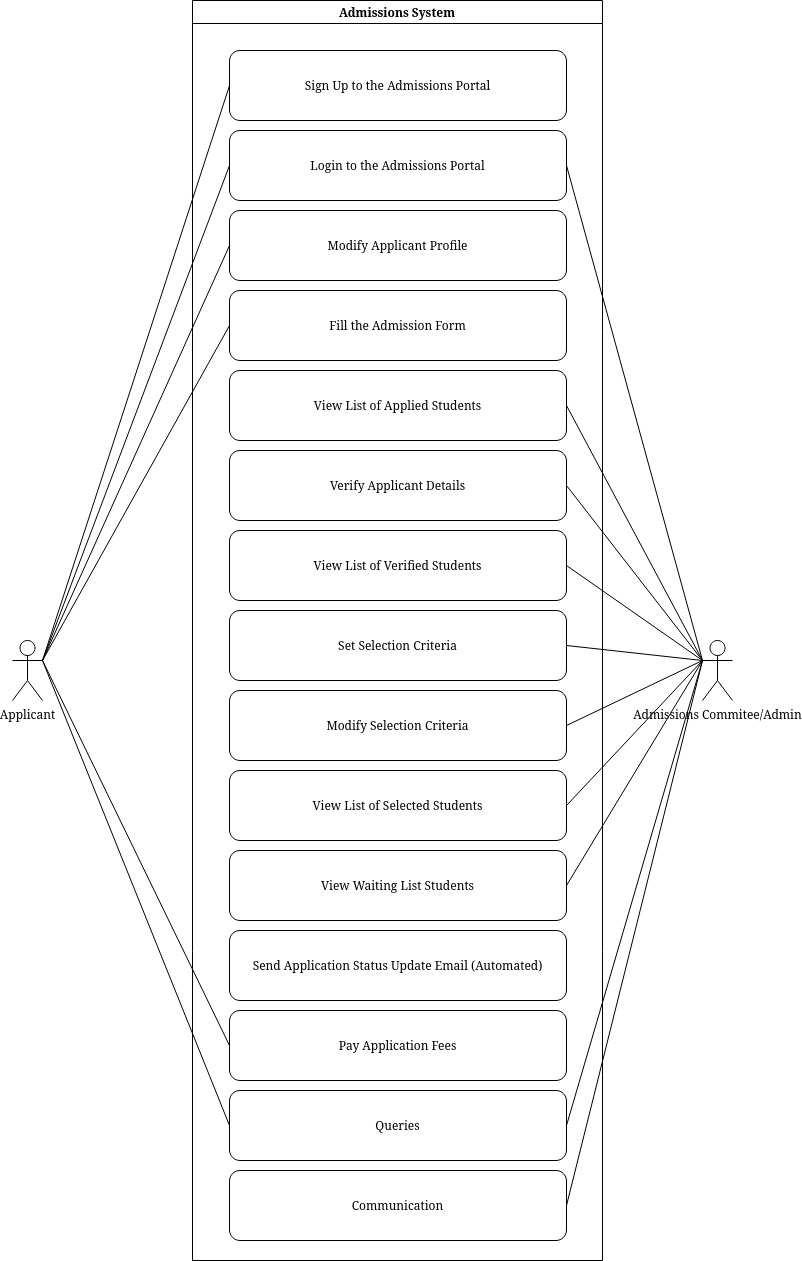 Admissions System
Sign Up to the Admissions Portal
Login to the Admissions Portal
Modify Applicant Profile
Fill the Admission Form
View List of Applied Students
Verify Applicant Details
View List of Verified Students
Set Selection Criteria
Applicant
Admissions Commitee/Admin
Modify Selection Criteria
View List of Selected Students
View Waiting List Students
Send Application Status Update Email (Automated)
Pay Application Fees
Queries
Communication